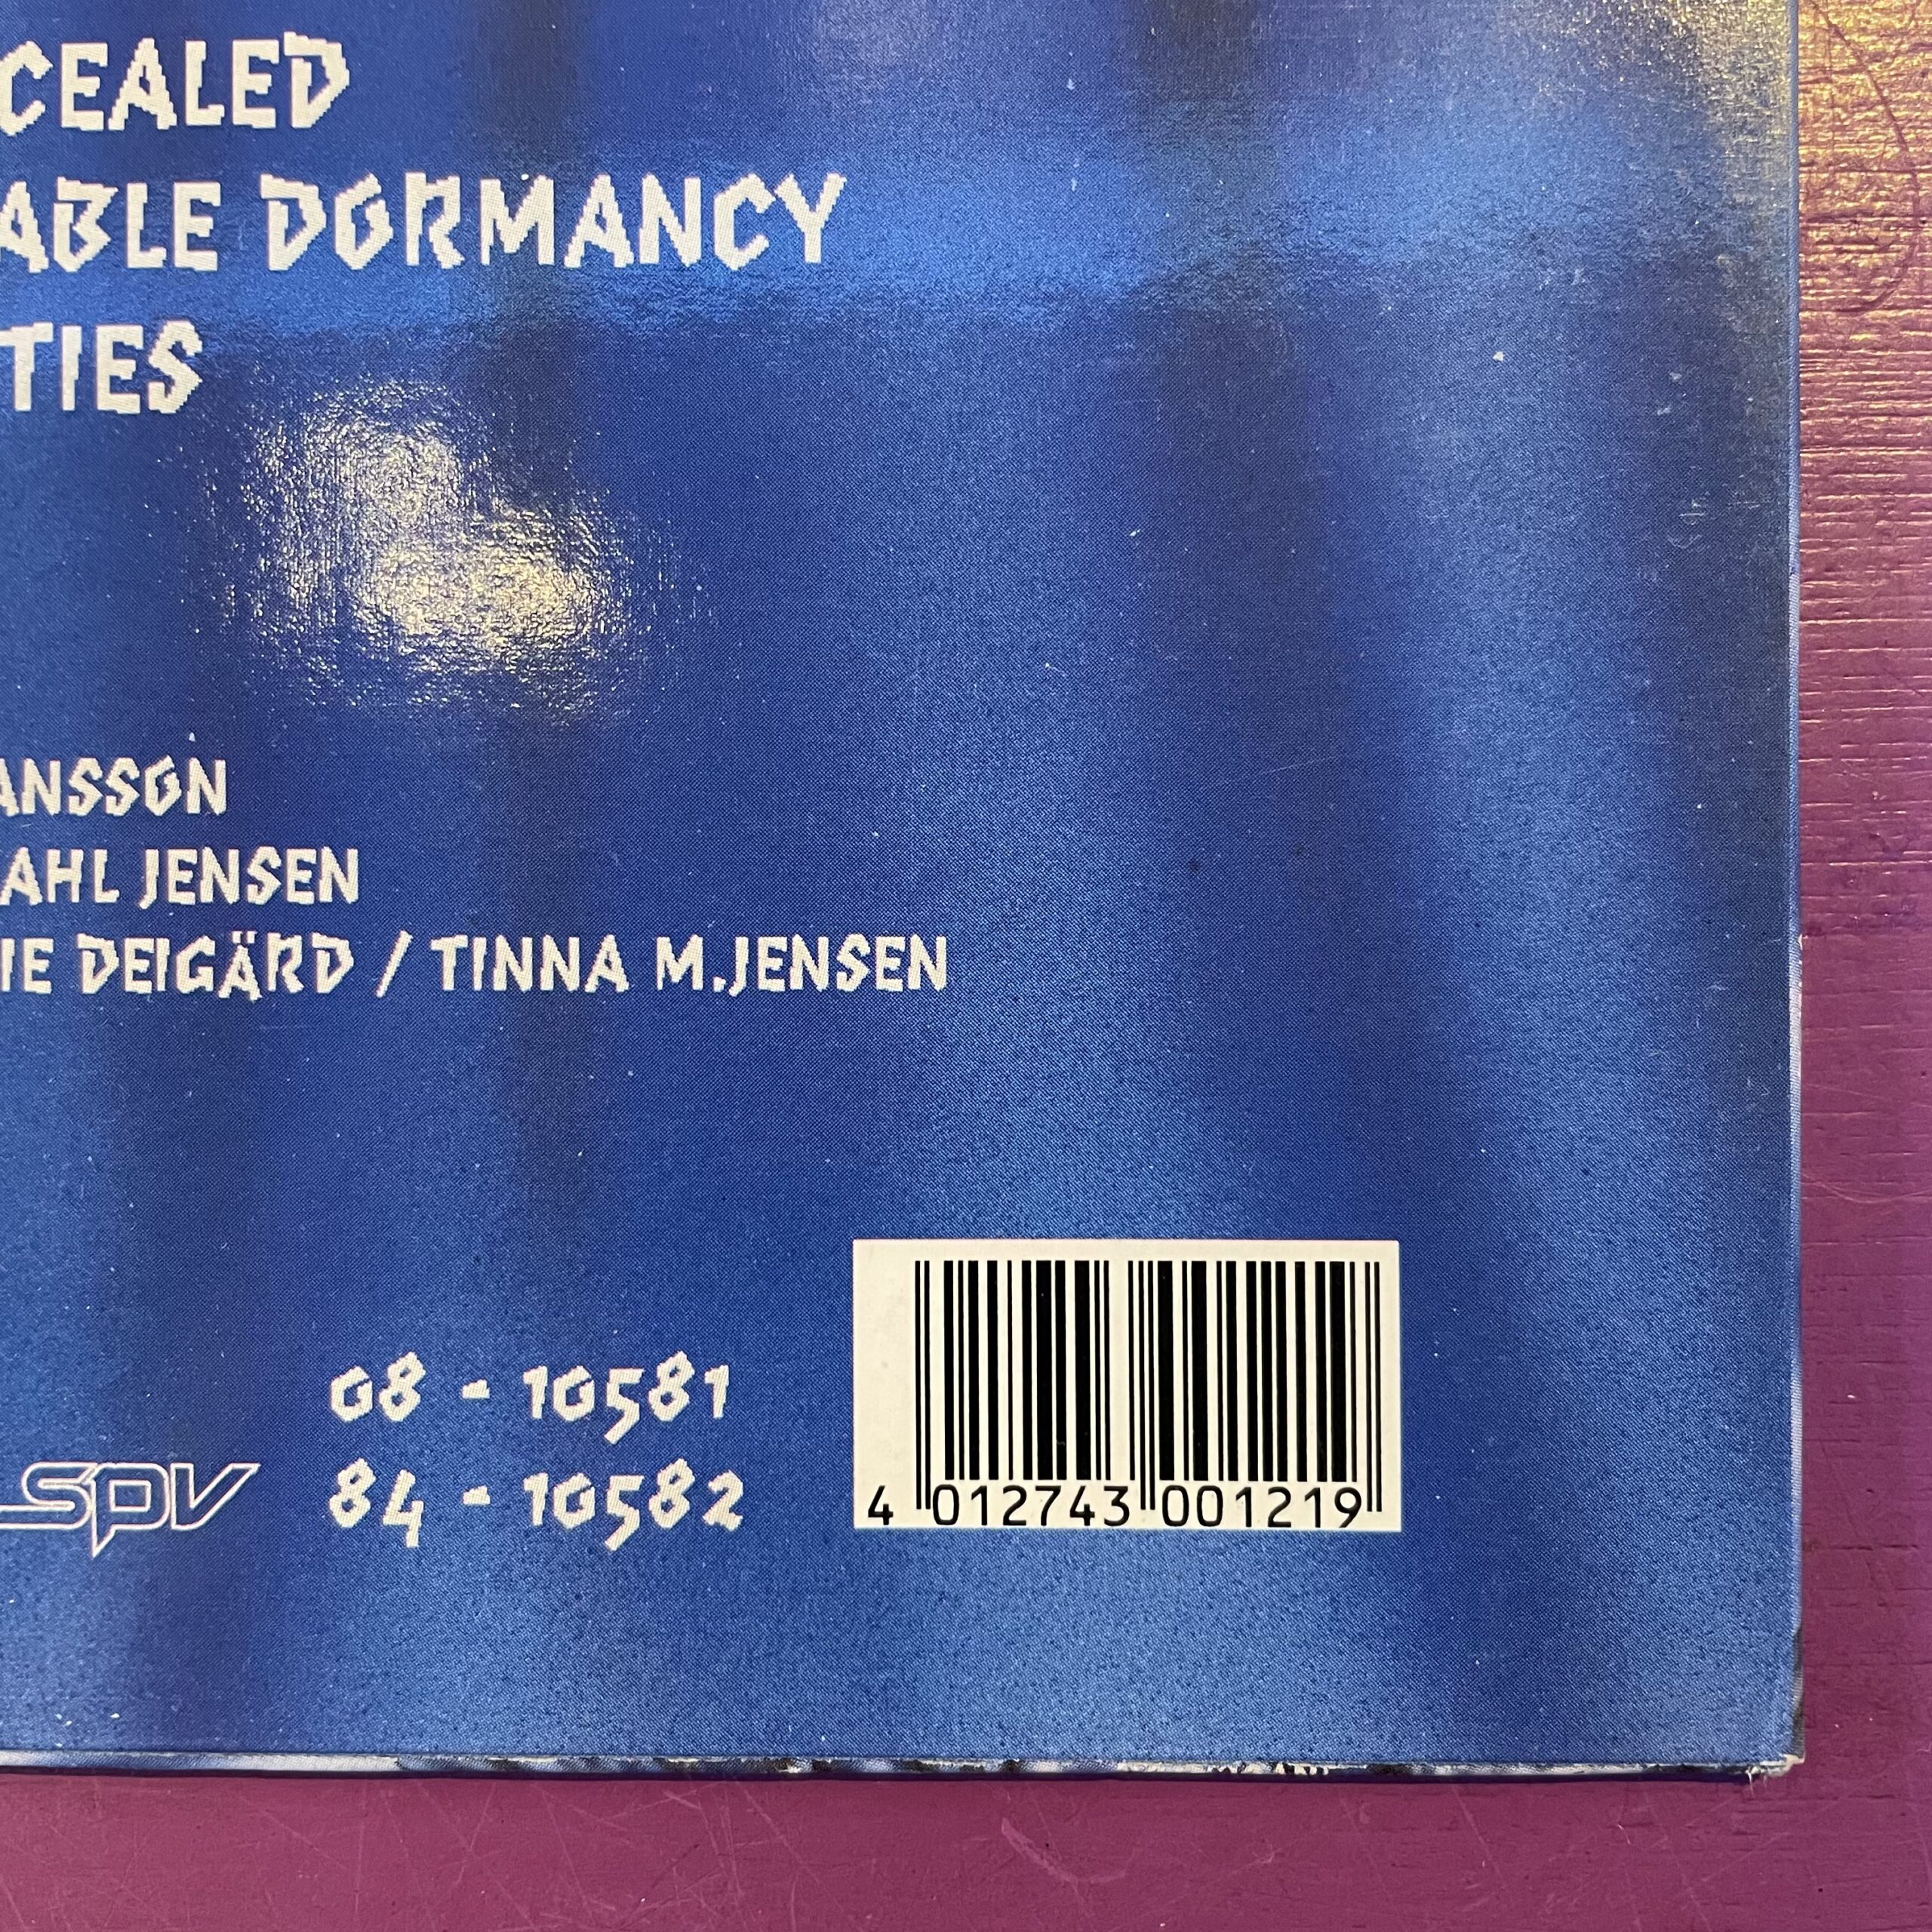 CEALED
ABLE DORMANCY
TIES
ANSSON
AHL JENSEN
IE DEIGÄRD / TINNA M.JENSEN
08 - 10581
84 - 10582
SPV
4 012743 001219